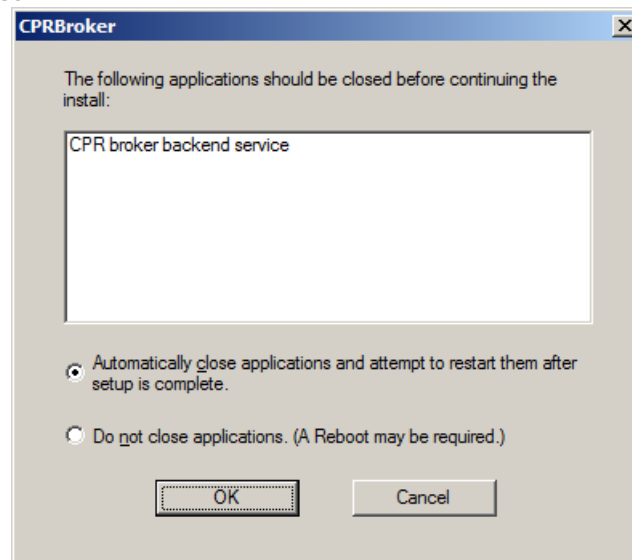 CPRBroker
The following applications should be closed before continuing the
install:
CPR broker backend service
Automatically close applications and attempt to restart them after
setup is complete.
Do not close applications. (A Reboot may be required.)
OK
Cancel